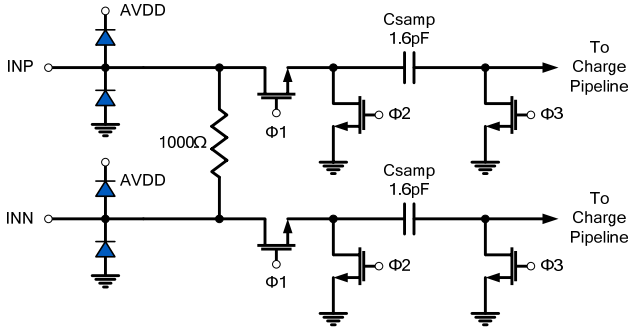 AVDD
Csamp
1.6pF
INP
To
Charge
Pipeline
Φ1
Φ2
Φ3
1000Ω
AVDD
Csamp
1.6pF
INN
To
Charge
Pipeline
Φ1
Φ2
Φ3